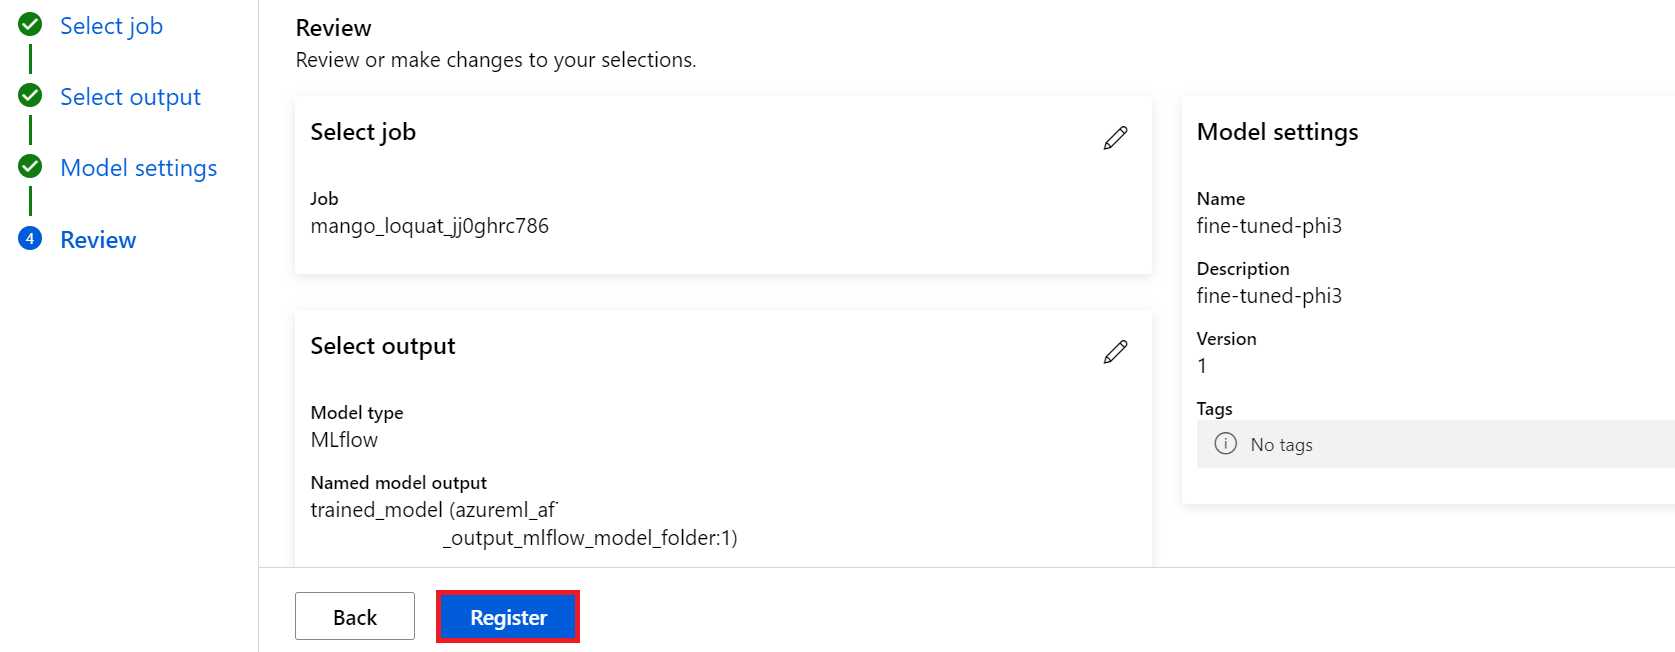 Select job
Select output
Model settings
4
Review
Review
Review or make changes to your selections.
Select job
Job
mango_loquat_jj0ghrc786
Select output
Model type
MLflow
Named model output
trained_model (azureml_af
_output_mlflow_model_folder:1)
Model settings
Name
fine-tuned-phi3
Description
fine-tuned-phi3
Version
1
Tags
No tags
Back
Register